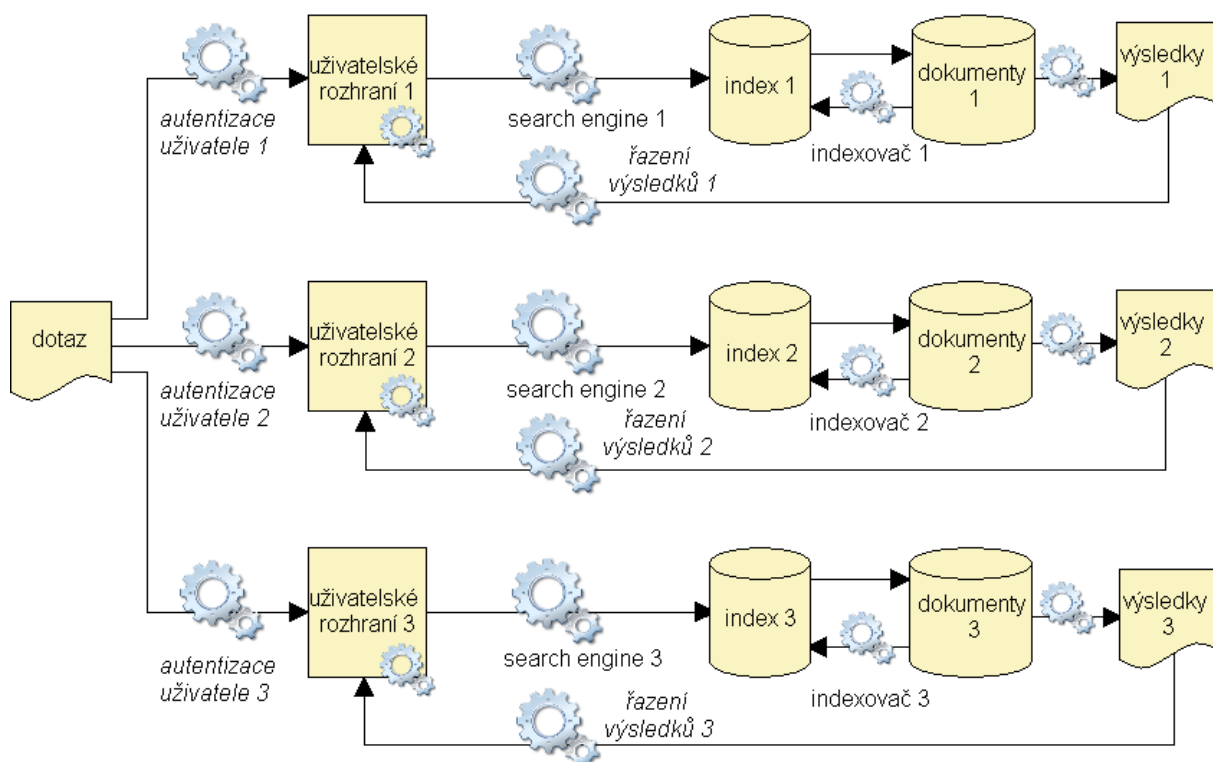 autentizace
uživatele 1
uživatelské
rozhraní 1
search engine 1
index 1
indexovač 1
dokumenty
1
výsledky
1
řazení
výsledků 1
dotaz
autentizace
uživatele 2
uživatelské
rozhraní 2
search engine 2
index 2
indexovač 2
dokumenty
2
výsledky
2
řazení
výsledků 2
autentizace
uživatele 3
uživatelské
rozhraní 3
search engine 3
index 3
indexovač 3
dokumenty
3
výsledky
3
řazení
výsledků 3